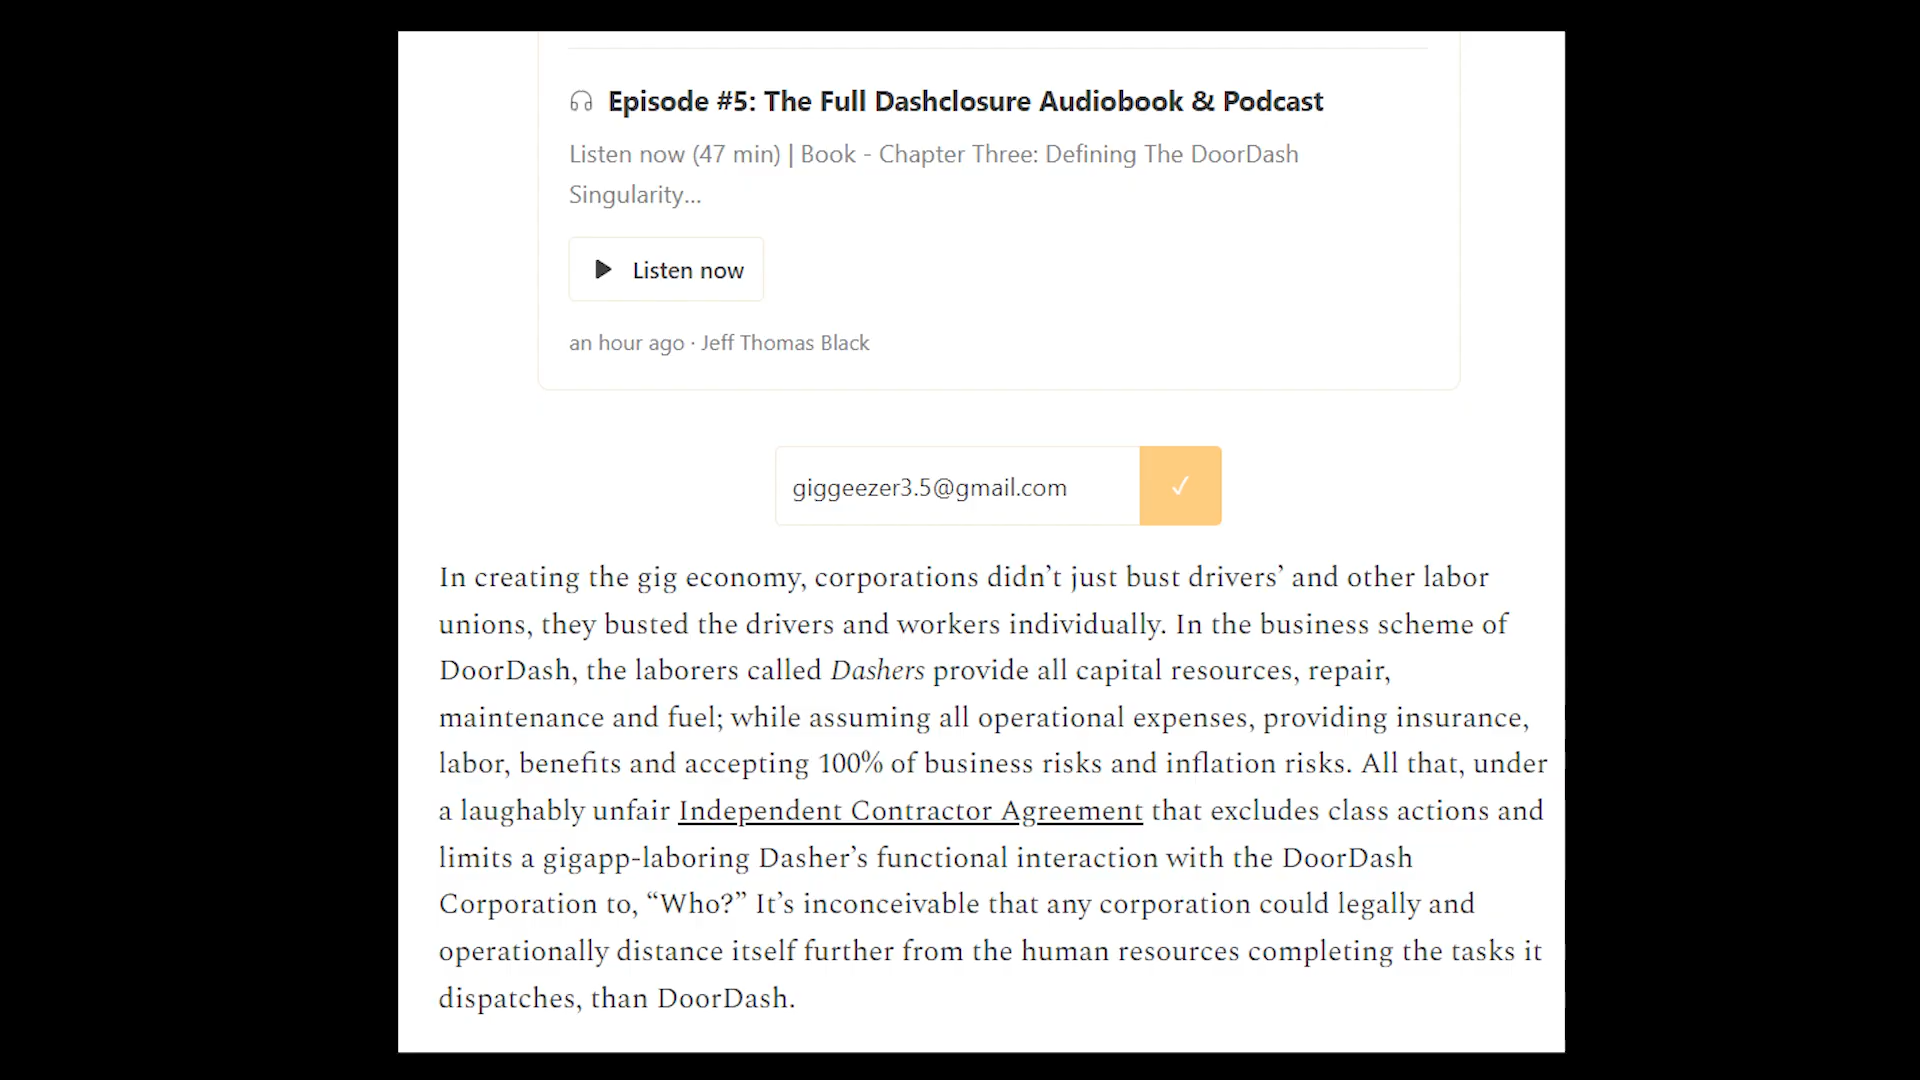 Episode #5: The Full Dashclosure Audiobook & Podcast
Listen now (47 min) | Book - Chapter Three: Defining The DoorDash
Singularity...
Listen now
an hour ago · Jeff Thomas Black
giggeezer3.5@gmail.com
✓
In creating the gig economy, corporations didn’t just bust drivers’ and other labor
unions, they busted the drivers and workers individually. In the business scheme of
DoorDash, the laborers called Dashers provide all capital resources, repair,
maintenance and fuel; while assuming all operational expenses, providing insurance,
labor, benefits and accepting 100% of business risks and inflation risks. All that, under
a laughably unfair Independent Contractor Agreement that excludes class actions and
limits a gigapp-laboring Dasher’s functional interaction with the DoorDash
Corporation to, “Who?” It’s inconceivable that any corporation could legally and
operationally distance itself further from the human resources completing the tasks it
dispatches, than DoorDash.